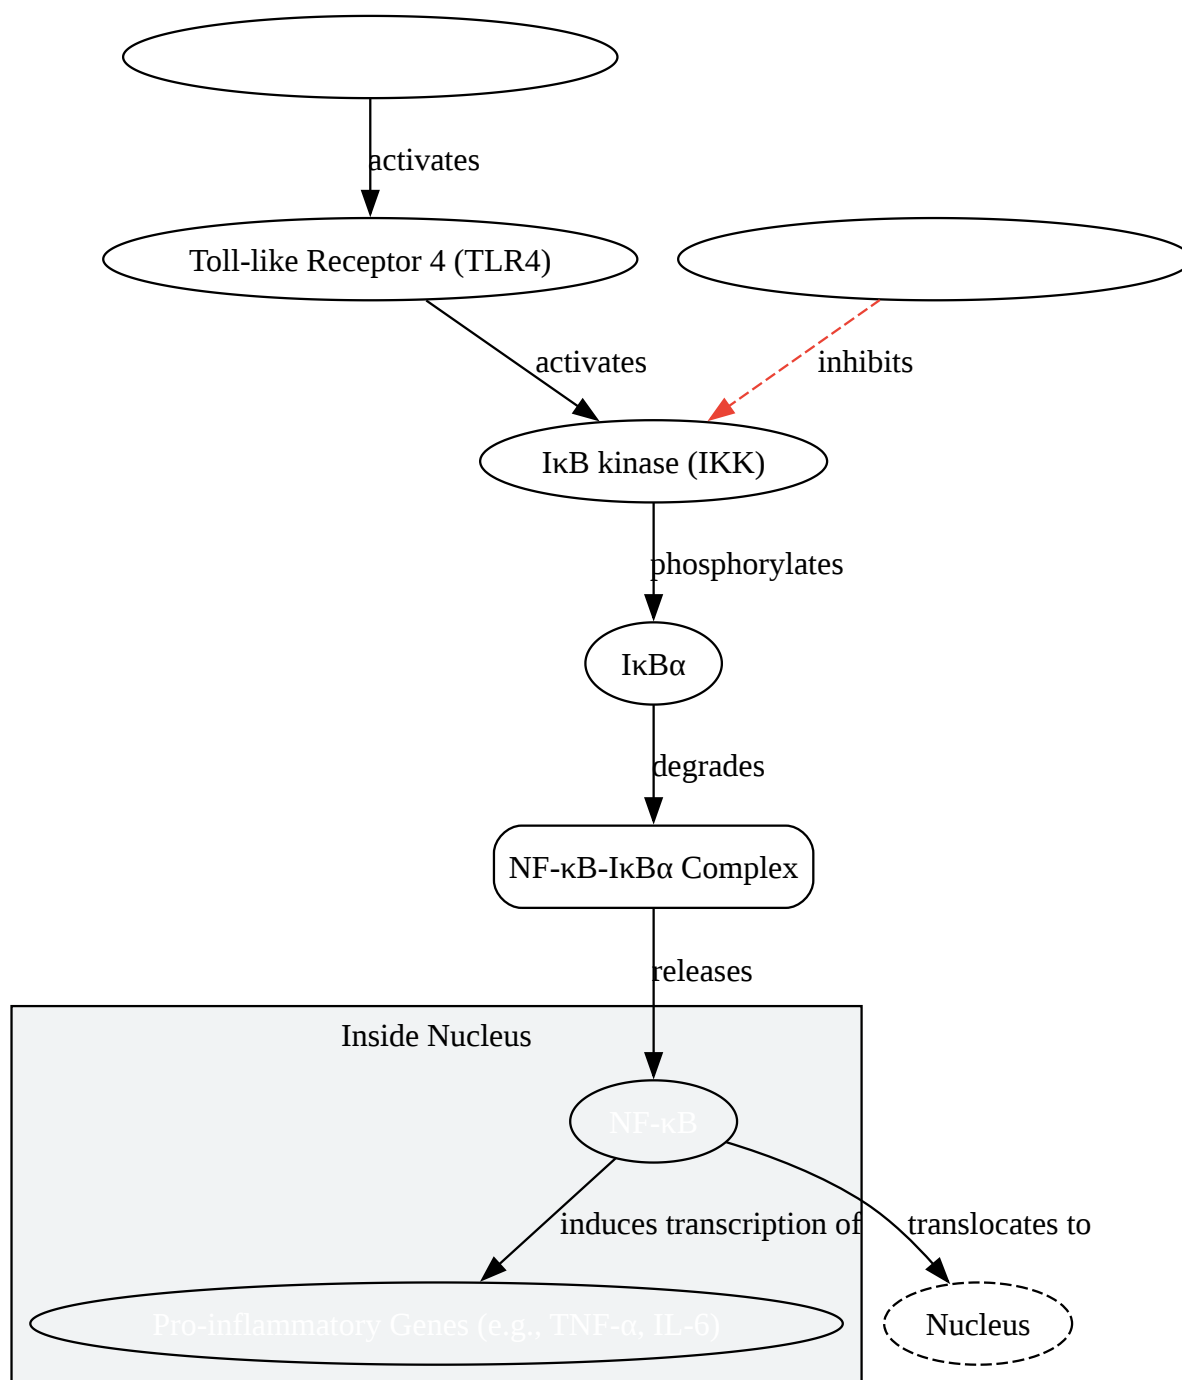 activates
Toll-like Receptor 4 (TLR4)
activates
inhibits
IκB kinase (IKK)
phosphorylates
IκBα
degrades
NF-κB-IκBα Complex
releases
Inside Nucleus
NF-κB
induces transcription of
translocates to
Pro-inflammatory Genes (e.g., TNF-α, IL-6)
Nucleus